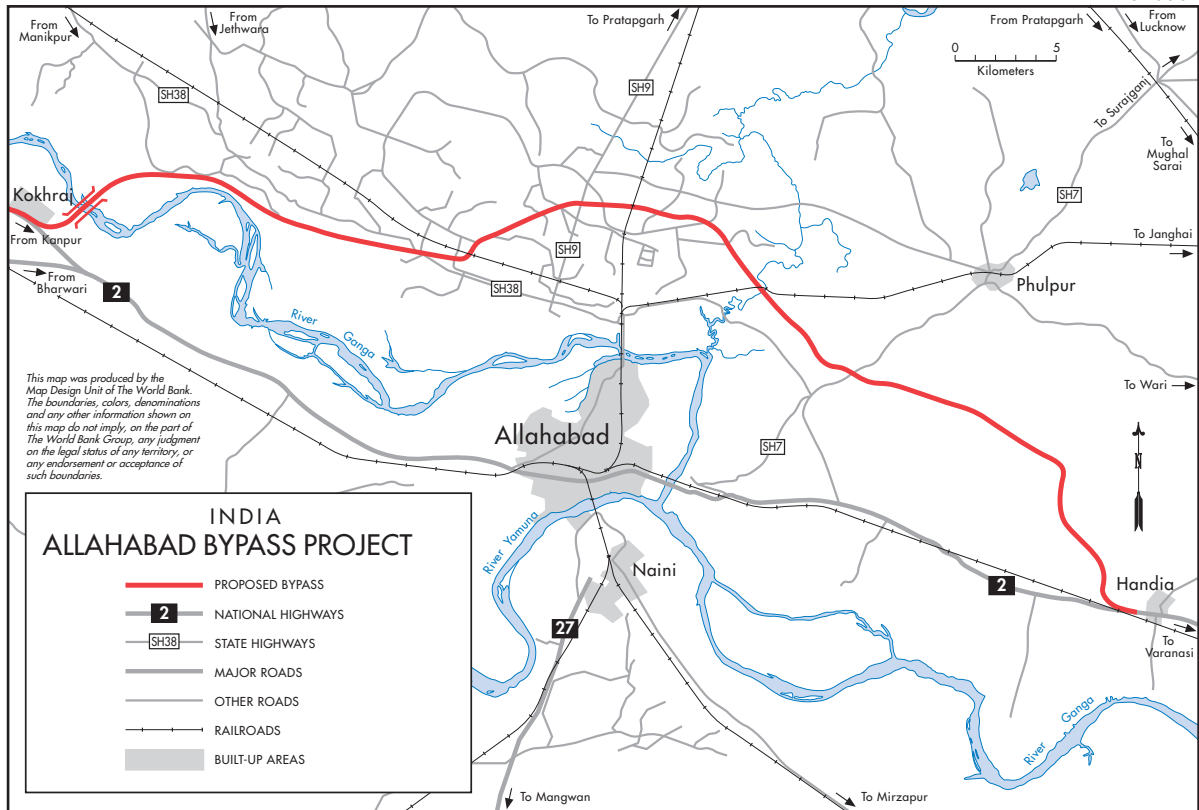 From
Manikpur
From
Jethwara
To Pratapgarh
From Pratapgarh
From
Lucknow
0 5
Kilometers
SH38
SH9
To Surajganj
To
Mughal
Sarai
SH7
Kokhraj
From Kanpur
From
Bharwari
2
SH9
SH38
To Janghai
Phulpur
River Ganga
This map was produced by the
Map Design Unit of The World Bank.
The boundaries, colors, denominations
and any other information shown on
this map do not imply, on the part of
The World Bank Group, any judgment
on the legal status of any territory, or
any endorsement or acceptance of
such boundaries.
To Wari
Allahabad
SH7
N
River Yamuna
Naini
2
Handia
27
To
Varanasi
River Ganga
To Mangwan
To Mirzapur
INDIA
ALLAHABAD BYPASS PROJECT
PROPOSED BYPASS
2 NATIONAL HIGHWAYS
SH38 STATE HIGHWAYS
MAJOR ROADS
OTHER ROADS
RAILROADS
BUILT-UP AREAS